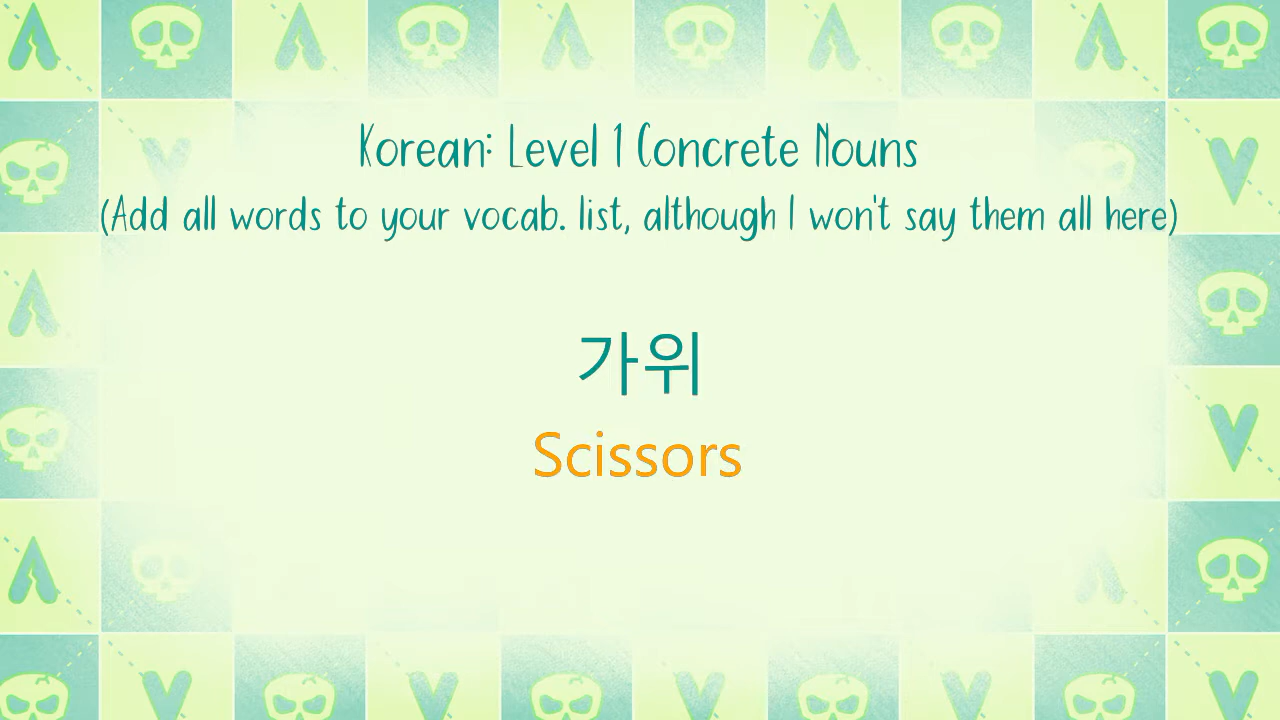 Korean: Level 1 Concrete Nouns
(Add all words to your vocab. list, although I won't say them all here)
가위
Scissors